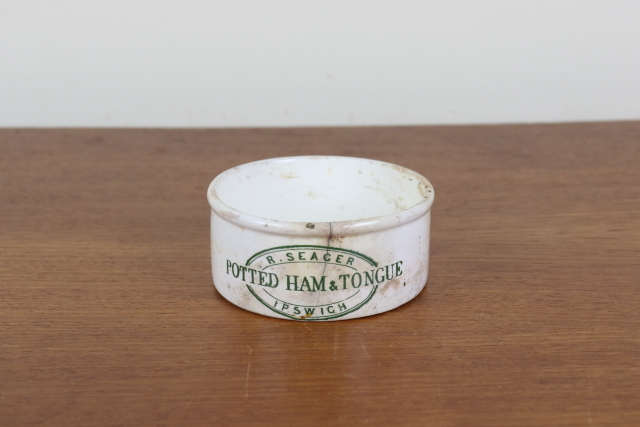 R. SEAGER
POTTED HAM & TONGUE
IPSWICH